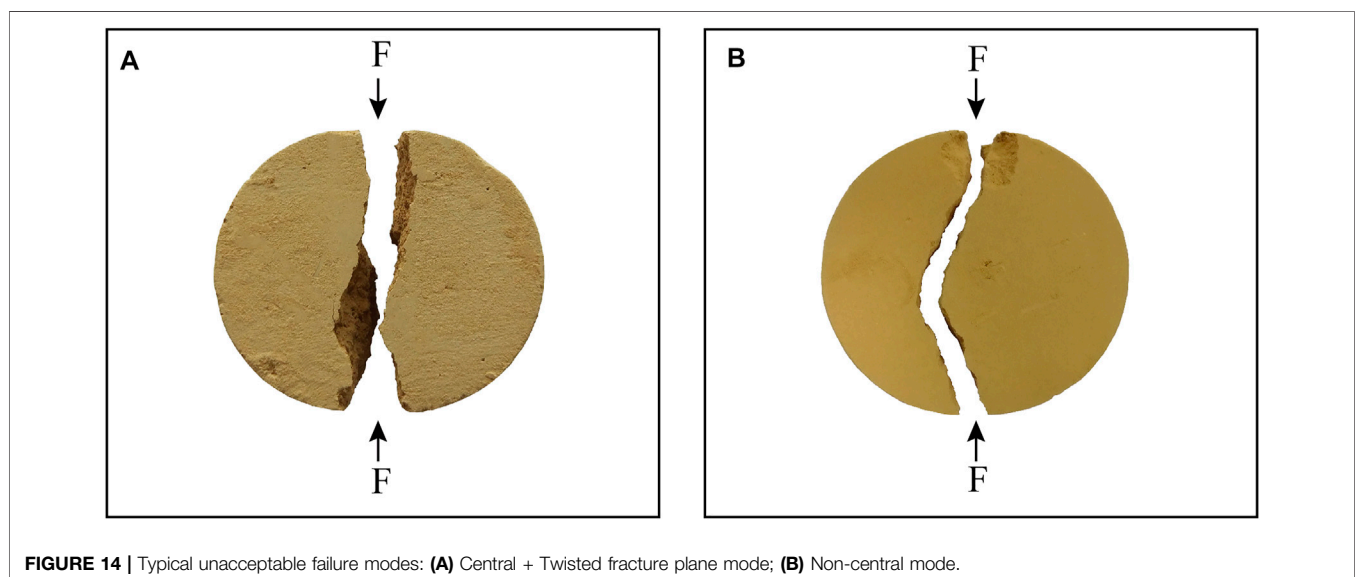 A
F
F
B
F
F
FIGURE 14 | Typical unacceptable failure modes: (A) Central + Twisted fracture plane mode; (B) Non-central mode.